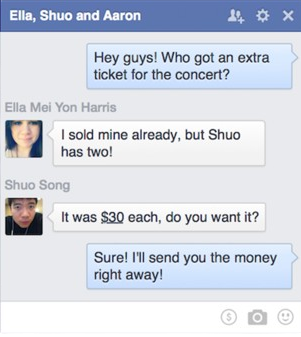 Ella, Shuo and Aaron
Hey guys! Who got an extra
ticket for the concert?
Ella Mei Yon Harris
I sold mine already, but Shuo
has two!
Shuo Song
It was $30 each, do you want it?
Sure! I'll send you the money
right away!
$